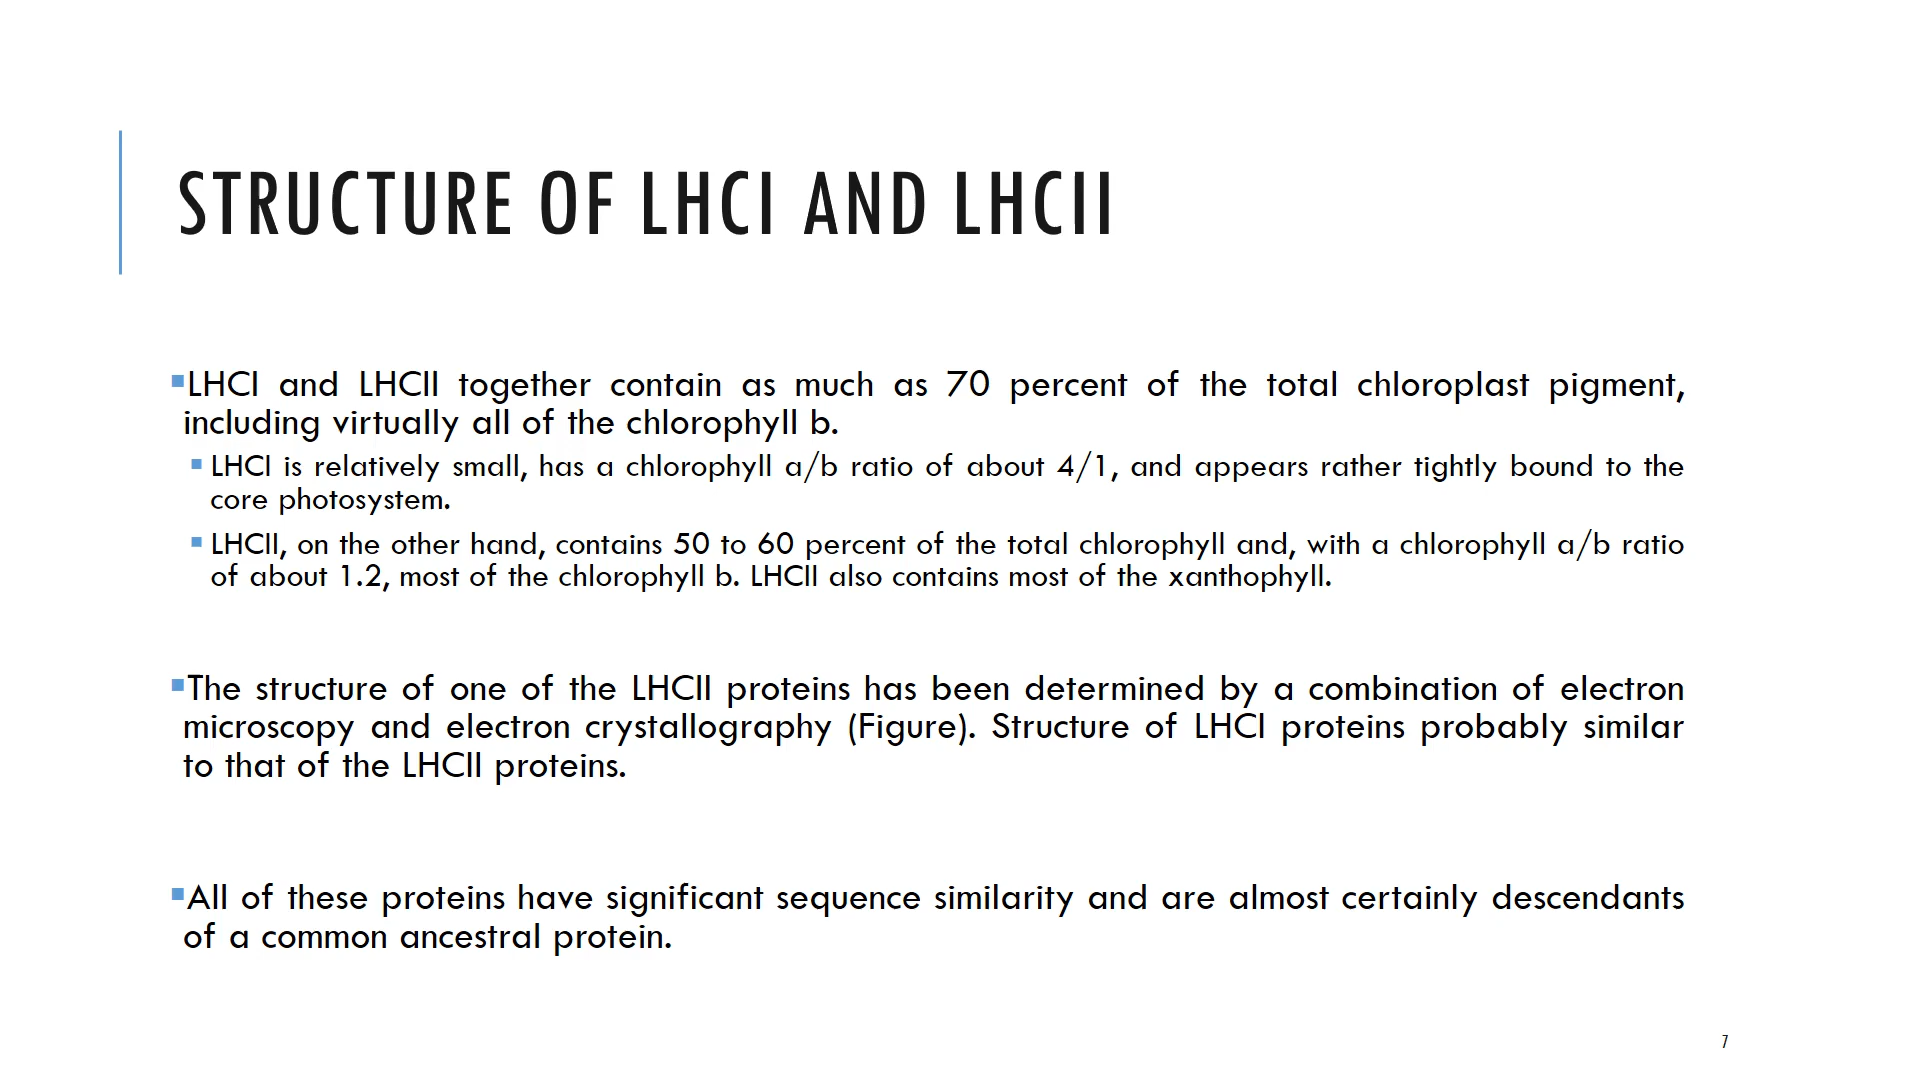 STRUCTURE OF LHCI AND LHCII
▪LHCI and LHCII together contain as much as 70 percent of the total chloroplast pigment,
including virtually all of the chlorophyll b.
▪ LHCI is relatively small, has a chlorophyll a/b ratio of about 4/1, and appears rather tightly bound to the
core photosystem.
▪ LHCII, on the other hand, contains 50 to 60 percent of the total chlorophyll and, with a chlorophyll a/b ratio
of about 1.2, most of the chlorophyll b. LHCII also contains most of the xanthophyll.
▪The structure of one of the LHCII proteins has been determined by a combination of electron
microscopy and electron crystallography (Figure). Structure of LHCI proteins probably similar
to that of the LHCII proteins.
▪All of these proteins have significant sequence similarity and are almost certainly descendants
of a common ancestral protein.
7